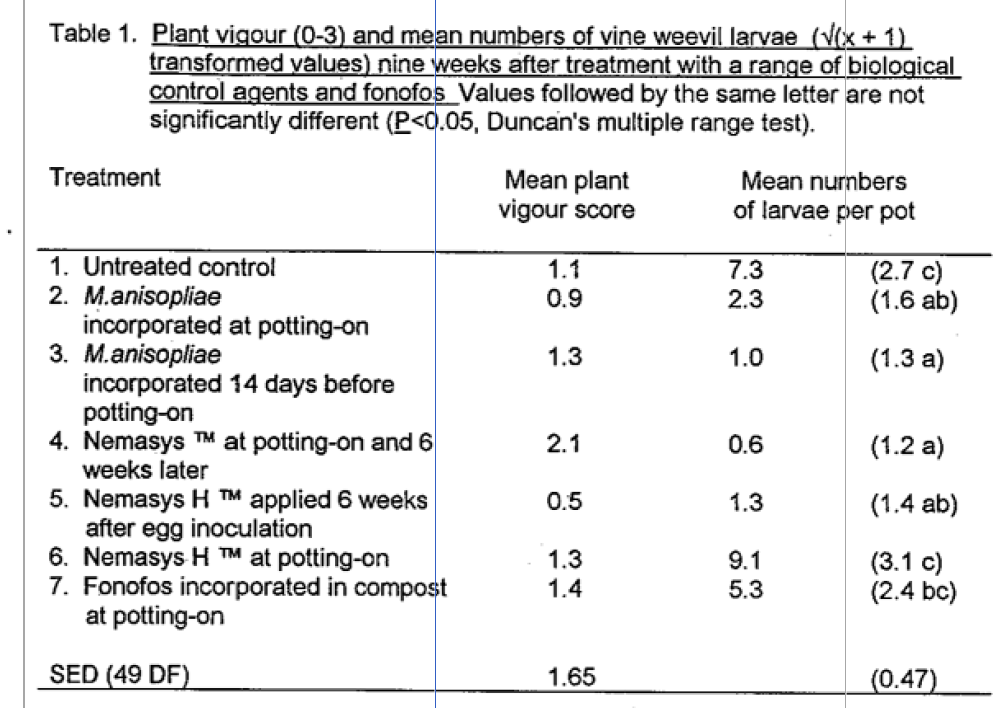 Table 1. Plant vigour (0-3) and mean numbers of vine weevil larvae (√(x + 1)
transformed values) nine weeks after treatment with a range of biological
control agents and fonofos Values followed by the same letter are not
significantly different (P<0.05, Duncan's multiple range test).
Treatment Mean plant Mean numbers
vigour score of larvae per pot
1. Untreated control 1.1 7.3 (2.7 c)
2. M.anisopliae 0.9 2.3 (1.6 ab)
incorporated at potting-on
3. M.anisopliae 1.3 1.0 (1.3 a)
incorporated 14 days before
potting-on
4. Nemasys ™ at potting-on and 6 2.1 0.6 (1.2 a)
weeks later
5. Nemasys H ™ applied 6 weeks 0.5 1.3 (1.4 ab)
after egg inoculation
6. Nemasys H ™ at potting-on 1.3 9.1 (3.1 c)
7. Fonofos incorporated in compost 1.4 5.3 (2.4 bc)
at potting-on
SED (49 DF) 1.65 (0.47)